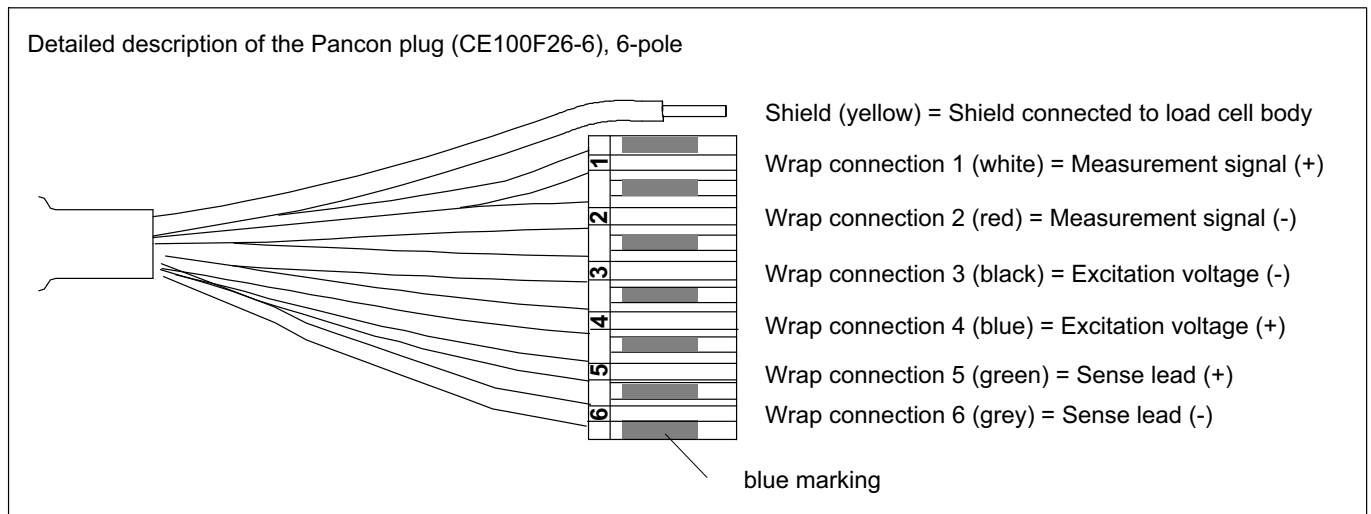 Detailed description of the Pancon plug (CE100F26-6), 6-pole
Shield (yellow) = Shield connected to load cell body
1
Wrap connection 1 (white) = Measurement signal (+)
2
Wrap connection 2 (red) = Measurement signal (-)
3
Wrap connection 3 (black) = Excitation voltage (-)
4
Wrap connection 4 (blue) = Excitation voltage (+)
5
Wrap connection 5 (green) = Sense lead (+)
6
Wrap connection 6 (grey) = Sense lead (-)
blue marking